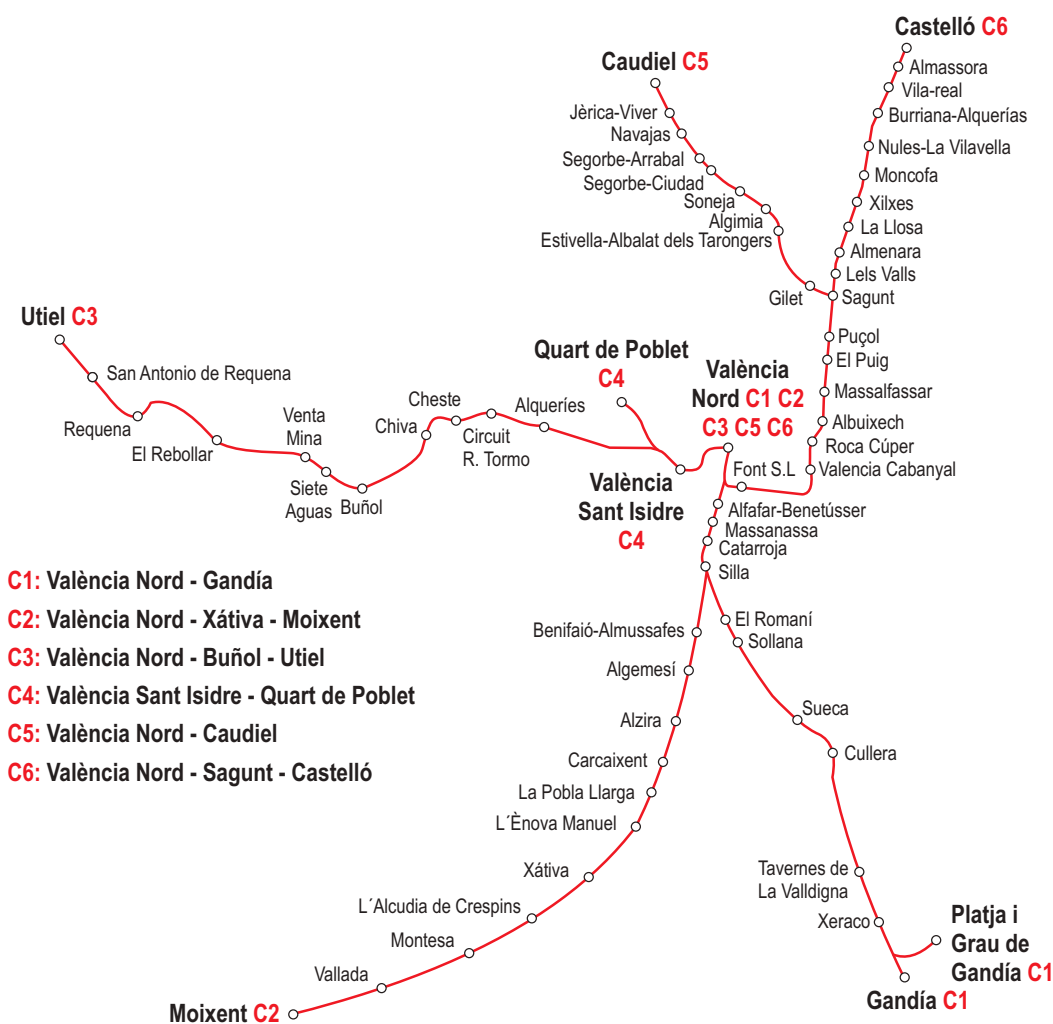 Castelló C6
Almassora
Vila-real
Burriana-Alquerías
Nules-La Vilavella
Moncofa
Xilxes
La Llosa
Almenara
Lels Valls
Sagunt
Caudiel C5
Jèrica-Viver
Navajas
Segorbe-Arrabal
Segorbe-Ciudad
Soneja
Algimia
Estivella-Albalat dels Tarongers
Gilet
Puçol
El Puig
Massalfassar
Albuixech
Roca Cúper
Valencia Cabanyal
Font S.L
Utiel C3
San Antonio de Requena
Requena
El Rebollar
Venta
Mina
Siete
Aguas
Buñol
Chiva
Cheste
Circuit
R. Tormo
Alqueríes
Quart de Poblet
C4
València
Nord C1 C2
C3 C5 C6
València
Sant Isidre
C4
Alfafar-Benetússer
Massanassa
Catarroja
Silla
C1: València Nord - Gandía
C2: València Nord - Xátiva - Moixent
C3: València Nord - Buñol - Utiel
C4: València Sant Isidre - Quart de Poblet
C5: València Nord - Caudiel
C6: València Nord - Sagunt - Castelló
Benifaió-Almussafes
Algemesí
Alzira
Carcaixent
La Pobla Llarga
L´Ènova Manuel
Xátiva
L´Alcudia de Crespins
Montesa
Vallada
Moixent C2
El Romaní
Sollana
Sueca
Cullera
Tavernes de
La Valldigna
Xeraco
Platja i
Grau de
Gandía C1
Gandía C1